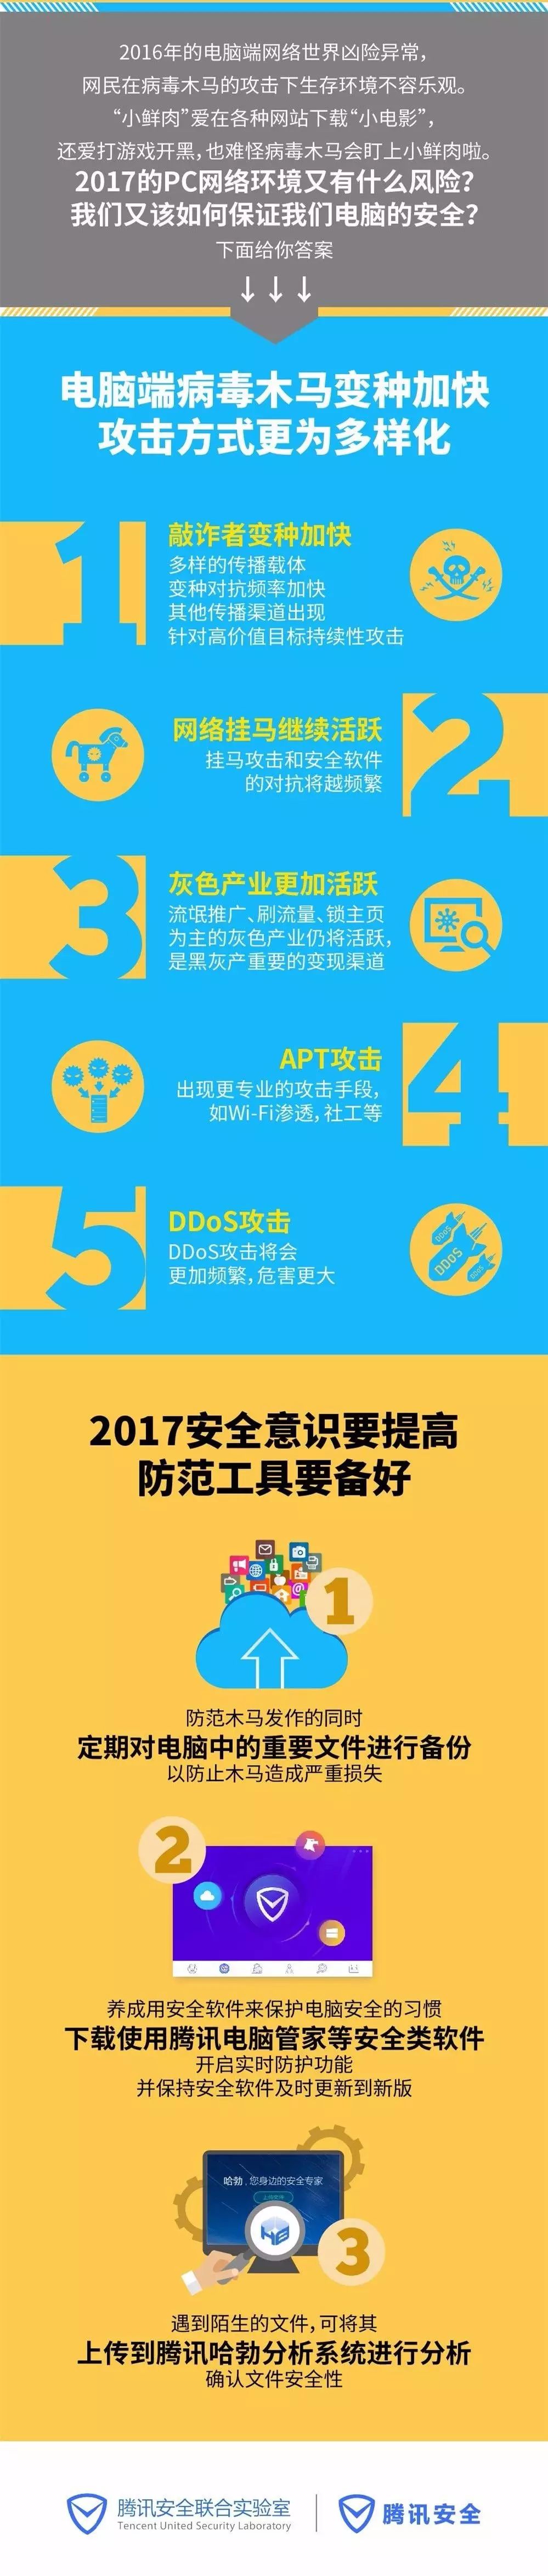 2016年的电脑端网络世界凶险异常，
网民在病毒木马的攻击下生存环境不容乐观。
“小鲜肉”爱在各种网站下载“小电影”，
还爱打游戏开黑，也难怪病毒木马会盯上小鲜肉啦。
2017的PC网络环境又有什么风险？
我们又该如何保证我们电脑的安全？
下面给你答案
↓↓↓
电脑端病毒木马变种加快
攻击方式更为多样化
1
敲诈者变种加快
多样的传播载体
变种对抗频率加快
其他传播渠道出现
针对高价值目标持续性攻击
2
网络挂马继续活跃
挂马攻击和安全软件
的对抗将越频繁
3
灰色产业更加活跃
流氓推广、刷流量、锁主页
为主的灰色产业仍将活跃，
是黑灰产重要的变现渠道
4
APT攻击
出现更专业的攻击手段，
如Wi-Fi渗透，社工等
5
DDoS攻击
DDoS攻击将会
更加频繁，危害更大
DDoS
DDoS
DDoS
2017安全意识要提高
防范工具要备好
1
防范木马发作的同时
定期对电脑中的重要文件进行备份
以防止木马造成严重损失
2
养成用安全软件来保护电脑安全的习惯
下载使用腾讯电脑管家等安全类软件
开启实时防护功能
并保持安全软件及时更新到新版
哈勃，您身边的安全专家
3
遇到陌生的文件，可将其
上传到腾讯哈勃分析系统进行分析
确认文件安全性
腾讯安全联合实验室
Tencent United Security Laboratory
腾讯安全